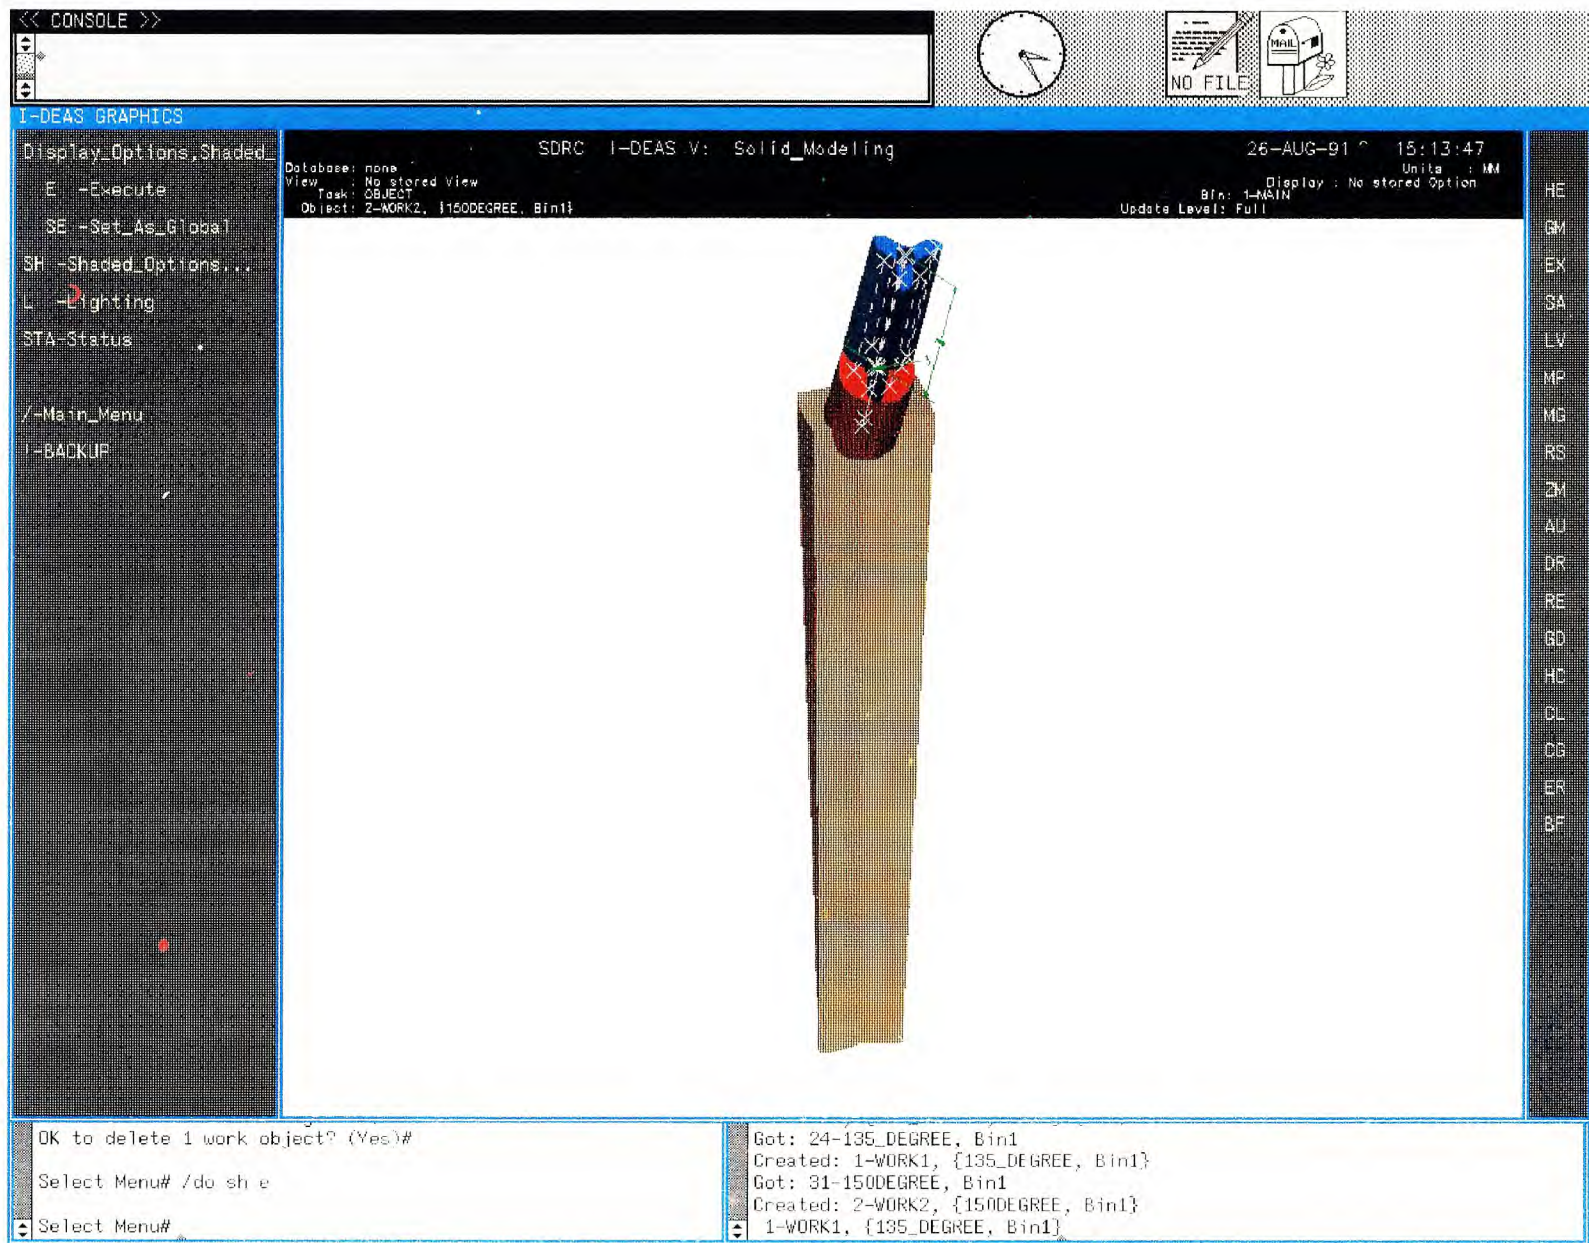 << CONSOLE >>
NO FILE
MAIL
I-DEAS GRAPHICS
Display_Options,Shaded_
E -Execute
SE -Set_As_Global
SH -Shaded_Options...
L -Lighting
STA-Status
/-Main_Menu
!-BACKUP
SDRC I-DEAS V: Solid_Modeling
26-AUG-91 15:13:47
Database: none
View : No stored View
Task: OBJECT
Object: 2-WORK2, {150DEGREE, Bin1}
Units : MM
Display : No stored Option
Bin: 1-MAIN
Update Level: Full
HE
GM
EX
SA
LV
MP
MG
RS
ZM
AU
DR
RE
GD
HC
CL
CG
ER
BF
OK to delete 1 work object? (Yes)#
Select Menu# /do sh e
Select Menu#
Got: 24-135_DEGREE, Bin1
Created: 1-WORK1, {135_DEGREE, Bin1}
Got: 31-150DEGREE, Bin1
Created: 2-WORK2, {150DEGREE, Bin1}
1-WORK1, {135_DEGREE, Bin1}